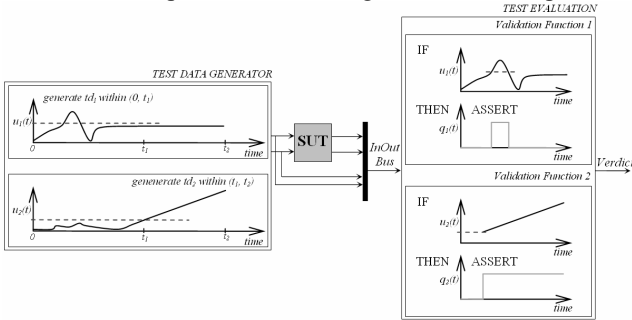 TEST EVALUATION
Validation Function 1
IF
u1(t)
time
THEN ASSERT
q1(t)
time
TEST DATA GENERATOR
generate td1 within (0, t1)
u1(t)
0
t1
t2
time
genenerate td2 within (t1, t2)
u2(t)
0
t1
t2
time
SUT
InOut
Bus
Verdict
Validation Function 2
IF
u2(t)
time
THEN ASSERT
q2(t)
time